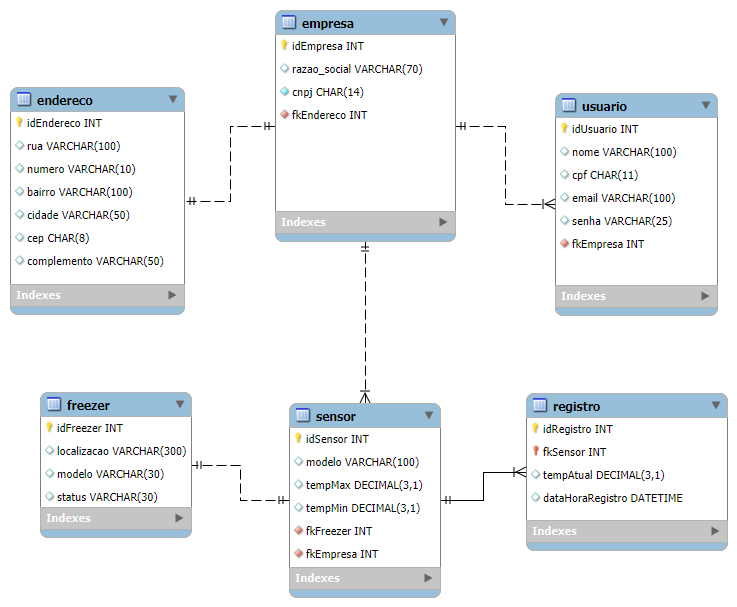 empresa
idEmpresa INT
razao_social VARCHAR(70)
cnpj CHAR(14)
fkEndereco INT
Indexes
endereco
idEndereco INT
rua VARCHAR(100)
numero VARCHAR(10)
bairro VARCHAR(100)
cidade VARCHAR(50)
cep CHAR(8)
complemento VARCHAR(50)
Indexes
usuario
idUsuario INT
nome VARCHAR(100)
cpf CHAR(11)
email VARCHAR(100)
senha VARCHAR(25)
fkEmpresa INT
Indexes
freezer
idFreezer INT
localizacao VARCHAR(300)
modelo VARCHAR(30)
status VARCHAR(30)
Indexes
sensor
idSensor INT
modelo VARCHAR(100)
tempMax DECIMAL(3,1)
tempMin DECIMAL(3,1)
fkFreezer INT
fkEmpresa INT
Indexes
registro
idRegistro INT
fkSensor INT
tempAtual DECIMAL(3,1)
dataHoraRegistro DATETIME
Indexes